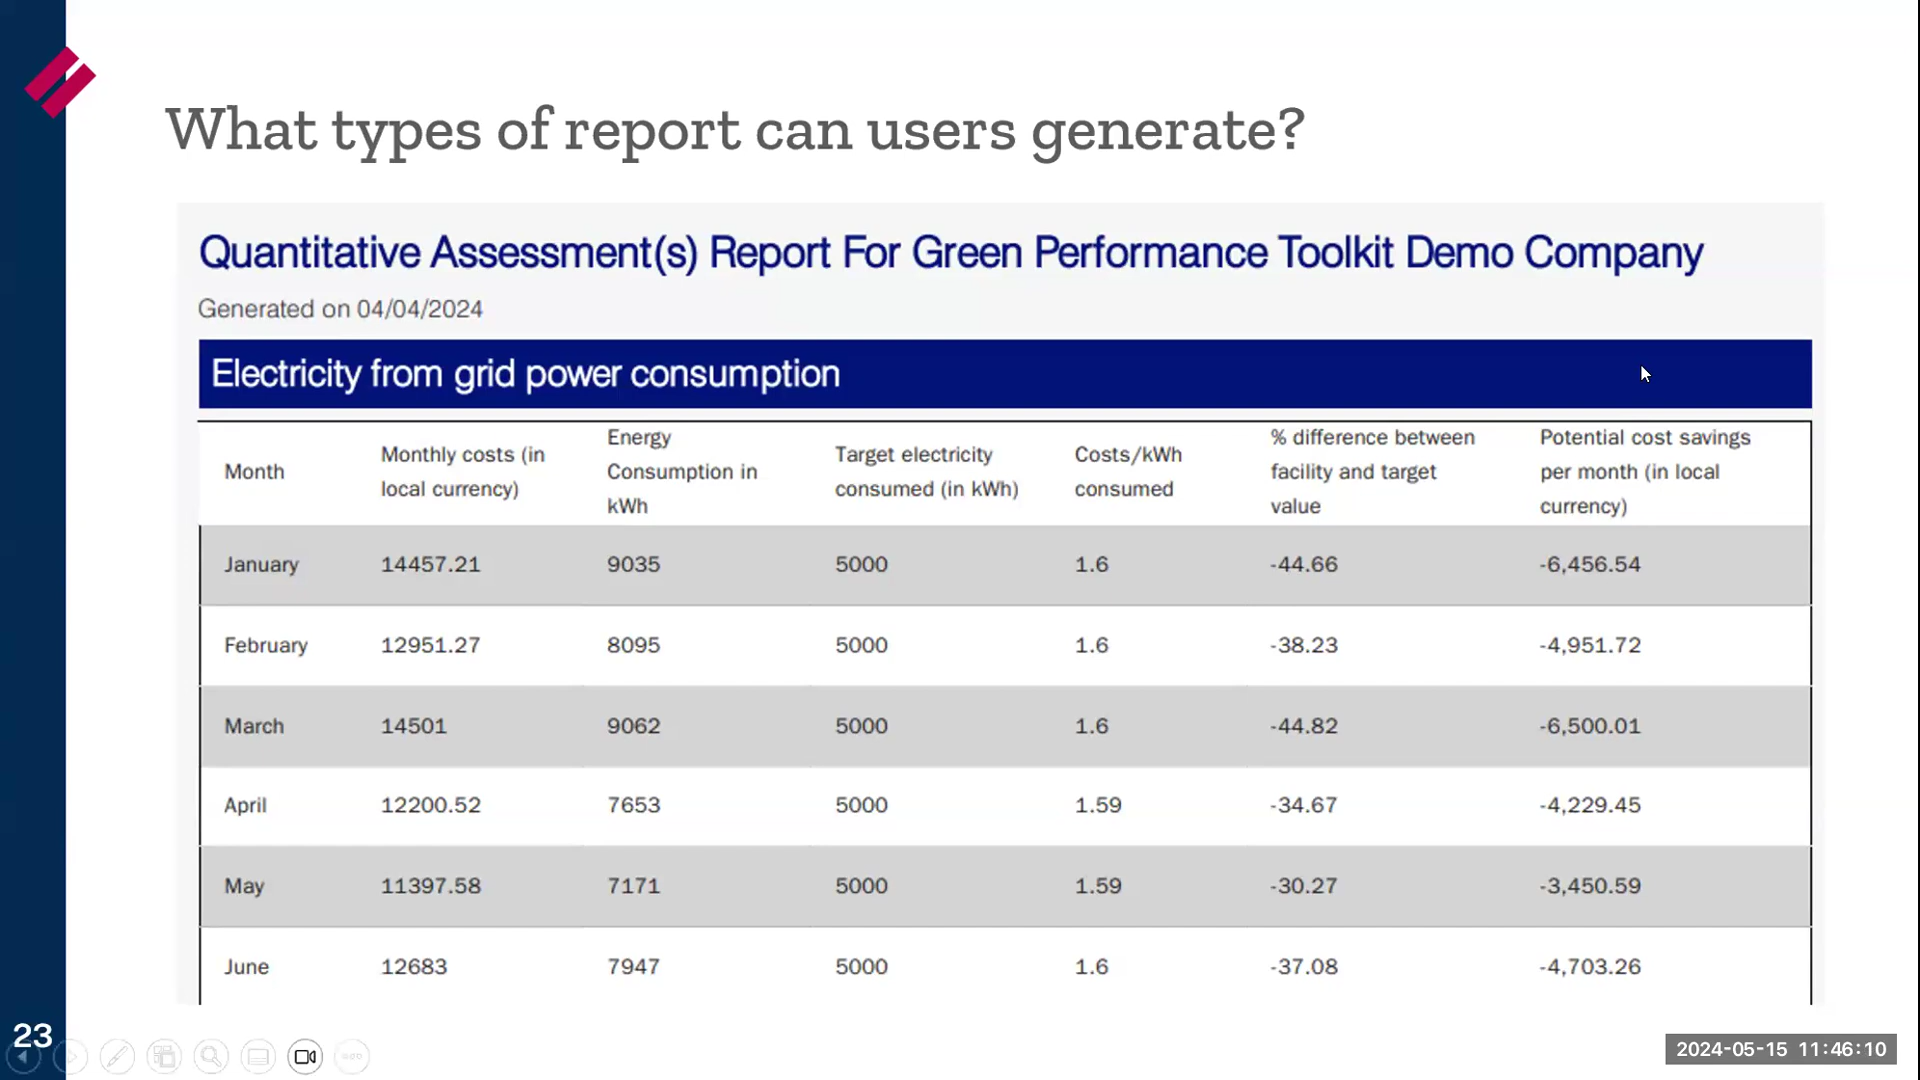 What types of report can users generate?
Quantitative Assessment(s) Report For Green Performance Toolkit Demo Company
Generated on 04/04/2024
Electricity from grid power consumption
Month
Monthly costs (in
local currency)
Energy
Consumption in
kWh
Target electricity
consumed (in kWh)
Costs/kWh
consumed
% difference between
facility and target
value
Potential cost savings
per month (in local
currency)
January 14457.21 9035 5000 1.6 -44.66 -6,456.54
February 12951.27 8095 5000 1.6 -38.23 -4,951.72
March 14501 9062 5000 1.6 -44.82 -6,500.01
April 12200.52 7653 5000 1.59 -34.67 -4,229.45
May 11397.58 7171 5000 1.59 -30.27 -3,450.59
June 12683 7947 5000 1.6 -37.08 -4,703.26
23
2024-05-15 11:46:10